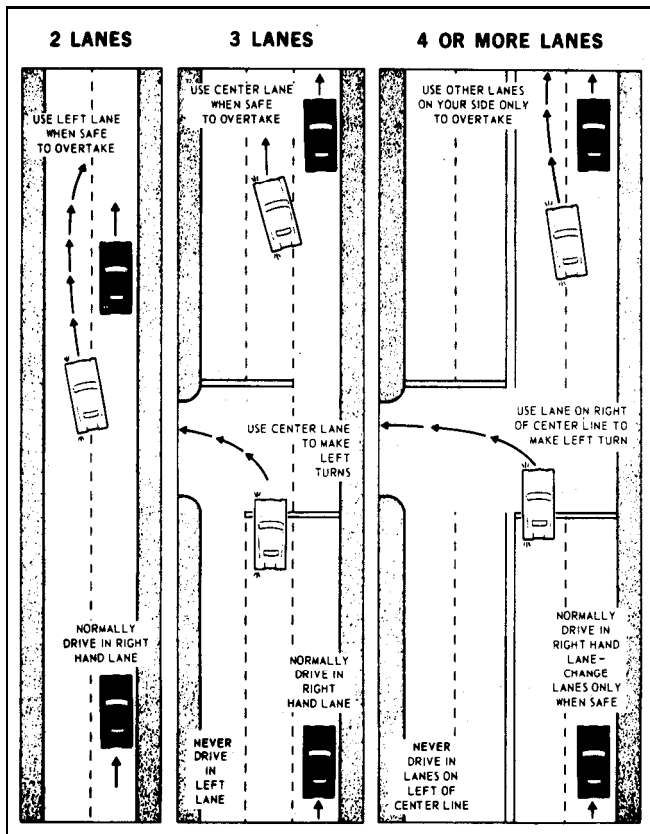 2 LANES
USE LEFT LANE
WHEN SAFE
TO OVERTAKE
NORMALLY
DRIVE IN RIGHT
HAND LANE
3 LANES
USE CENTER LANE
WHEN SAFE
TO OVERTAKE
USE CENTER LANE
TO MAKE
LEFT
TURNS
NORMALLY
DRIVE IN
RIGHT
HAND LANE
NEVER
DRIVE
IN
LEFT
LANE
4 OR MORE LANES
USE OTHER LANES
ON YOUR SIDE ONLY
TO OVERTAKE
USE LANE ON RIGHT
OF CENTER LINE TO
MAKE LEFT TURN
NORMALLY
DRIVE IN
RIGHT HAND
LANE-
CHANGE
LANES ONLY
WHEN SAFE
NEVER
DRIVE IN
LANES ON
LEFT OF
CENTER LINE